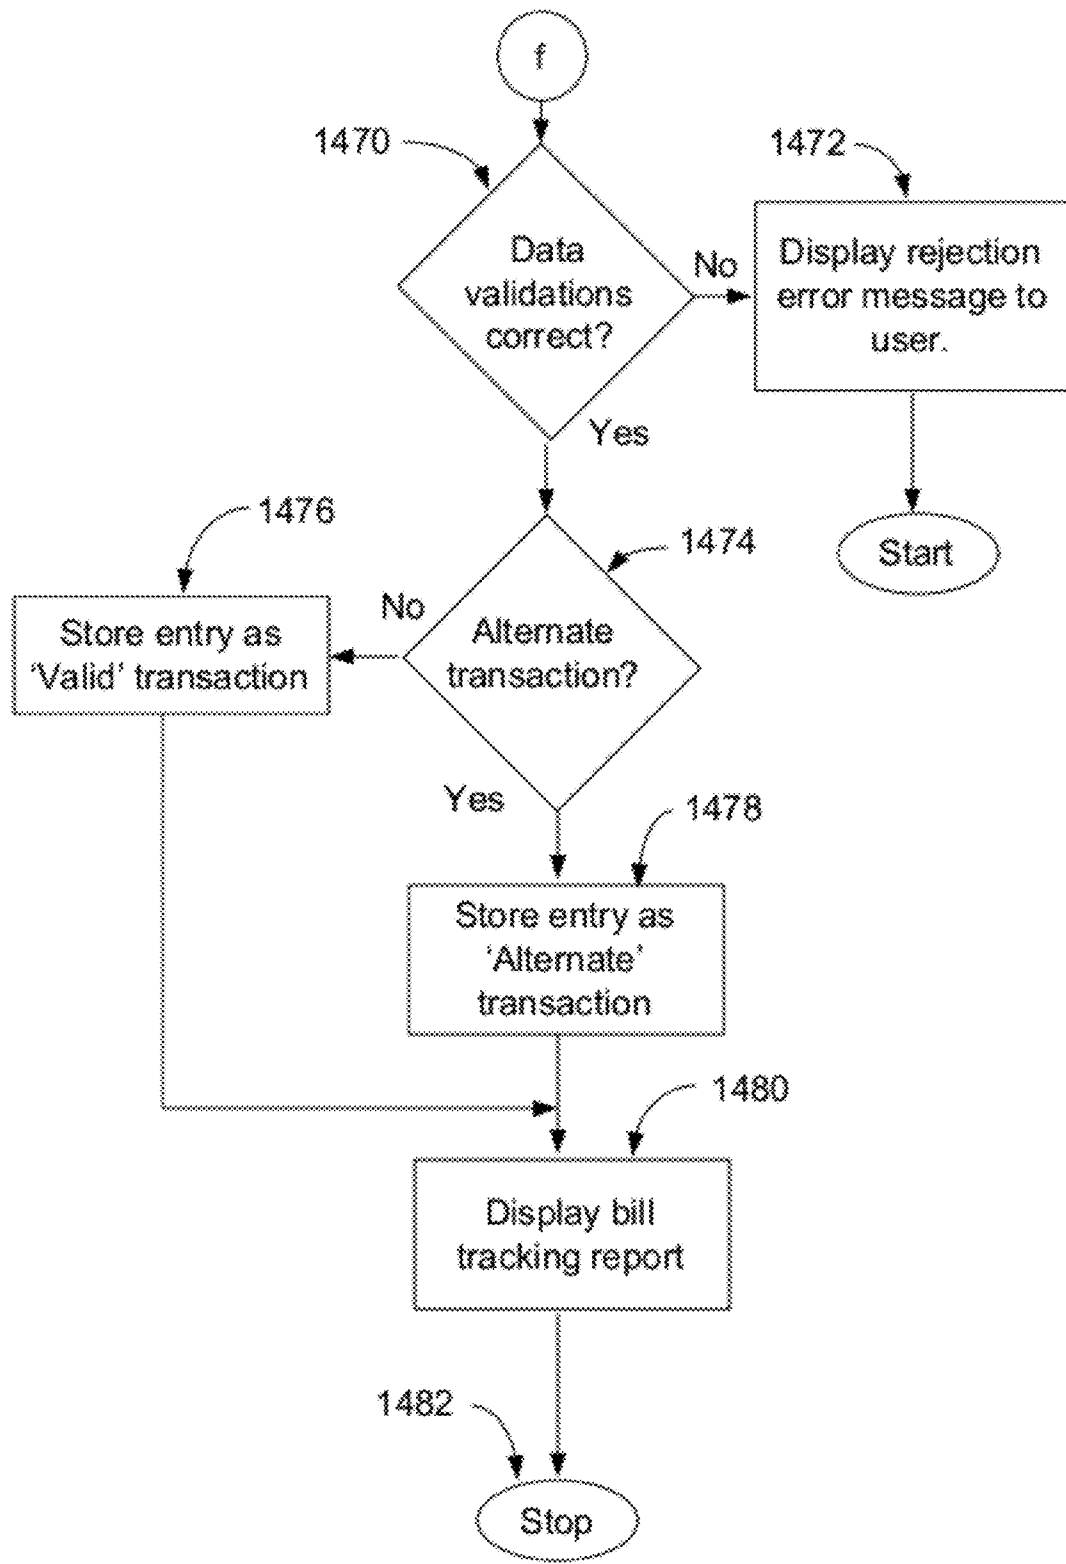 f
1470
1472
Data
validations
correct?
No
Display rejection
error message to
user.
Yes
Start
1476
1474
Store entry as
‘Valid’ transaction
No
Alternate
transaction?
Yes
1478
Store entry as
‘Alternate’
transaction
1480
Display bill
tracking report
1482
Stop